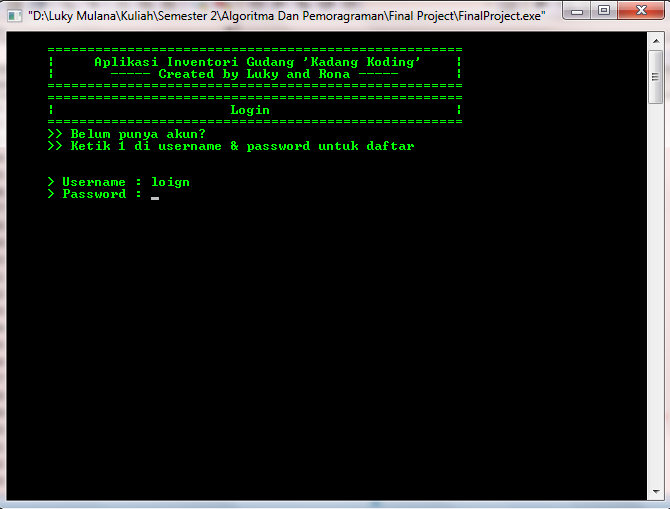 "D:\Luky Mulana\Kuliah\Semester 2\Algoritma Dan Pemoragraman\Final Project\FinalProject.exe"
====================================================
| Aplikasi Inventori Gudang 'Kadang Koding' |
| ----- Created by Luky and Rona ----- |
====================================================
====================================================
| Login |
====================================================
>> Belum punya akun?
>> Ketik 1 di username & password untuk daftar
> Username : loign
> Password : _